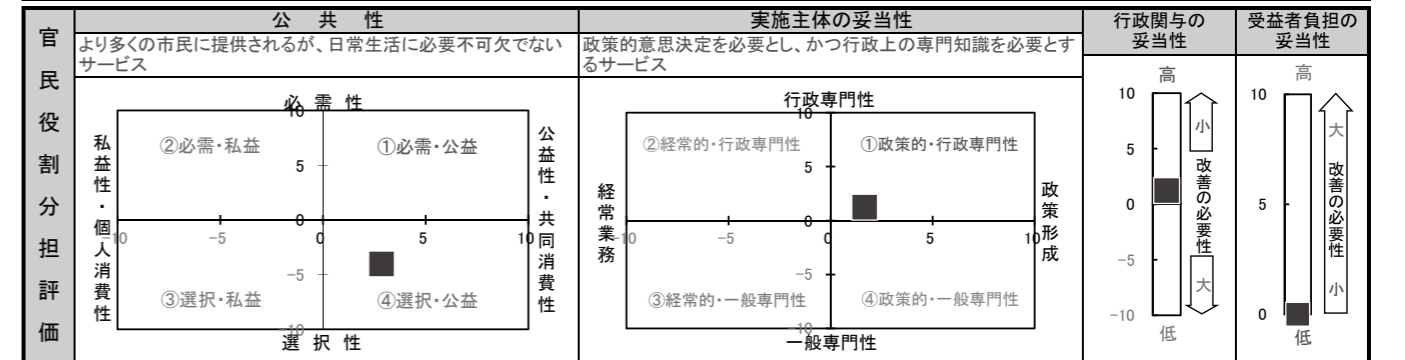 官民役割分担評価
公共性
より多くの市民に提供されるが、日常生活に必要不可欠でない
サービス
必需性
10
5
0
-5
-10
-10
-5
0
5
10
私益性・個人消費性
公益性・共同消費性
②必需・私益
①必需・公益
③選択・私益
④選択・公益
選択性
実施主体の妥当性
政策的意思決定を必要とし、かつ行政上の専門知識を必要とす
るサービス
行政専門性
10
5
0
-5
-10
-10
-5
0
5
10
経常業務
政策形成
②経常的・行政専門性
①政策的・行政専門性
③経常的・一般専門性
④政策的・一般専門性
一般専門性
行政関与の
妥当性
高
10
5
0
-5
-10
低
小
改善の必要性
大
受益者負担の
妥当性
高
10
5
0
低
大
改善の必要性
小